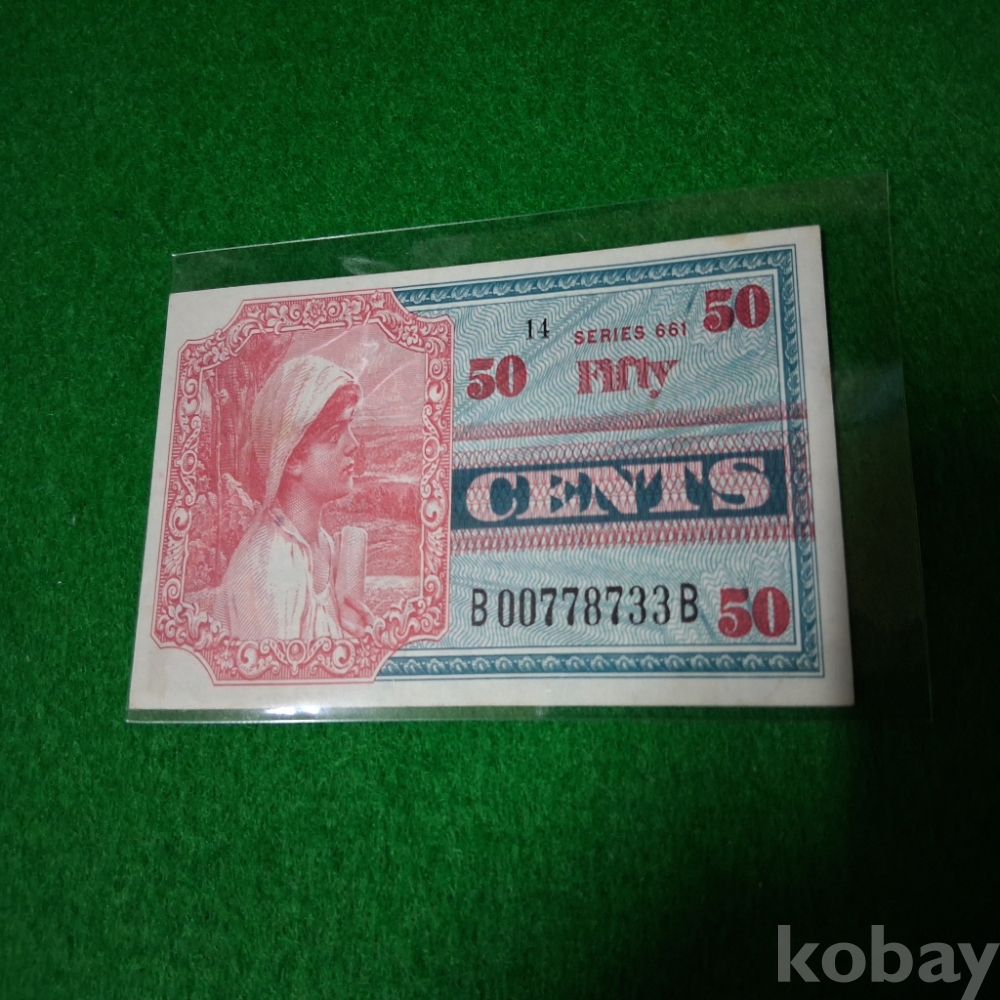 14 SERIES 661 50
50 Fifty
CENTS
B00778733B 50
kobay